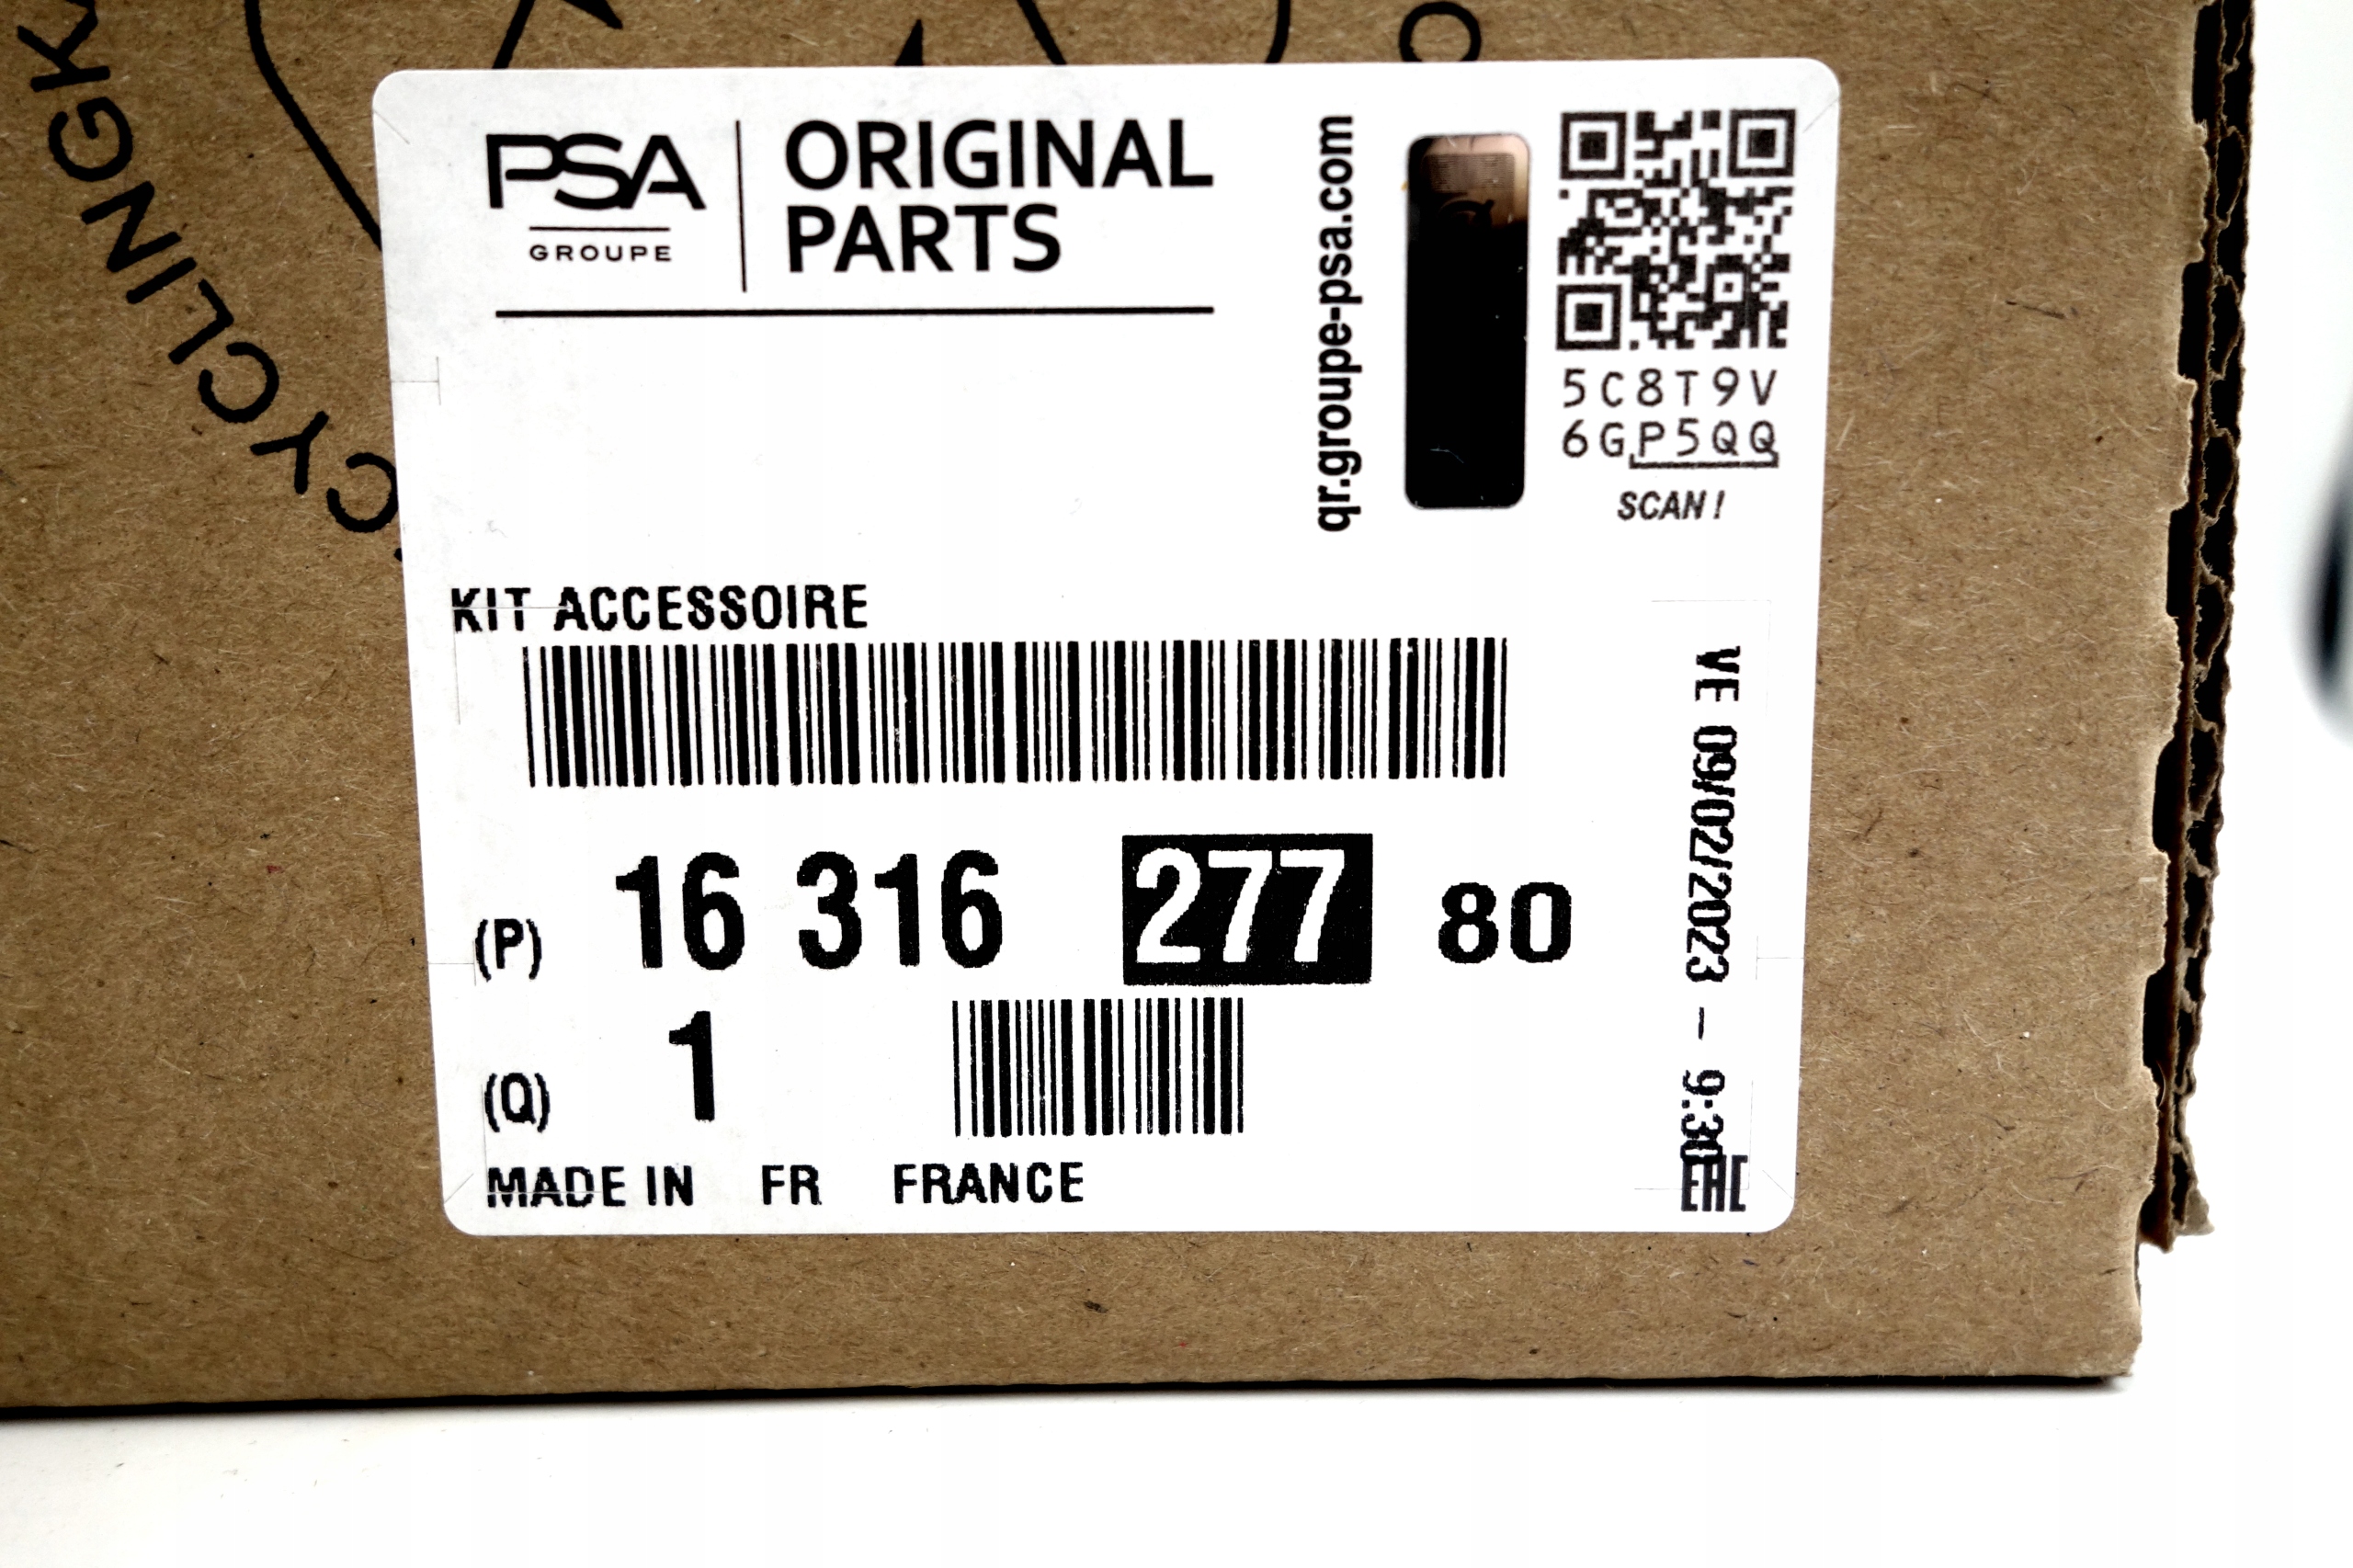 CYCLING
PSA
GROUPE
ORIGINAL
PARTS
qr.groupe-psa.com
5C8T9V
6GP5QQ
SCAN!
KIT ACCESSOIRE
(P) 16 316 277 80
(Q) 1
MADE IN FR FRANCE
VE 09/02/2023 - 9:30
EAC